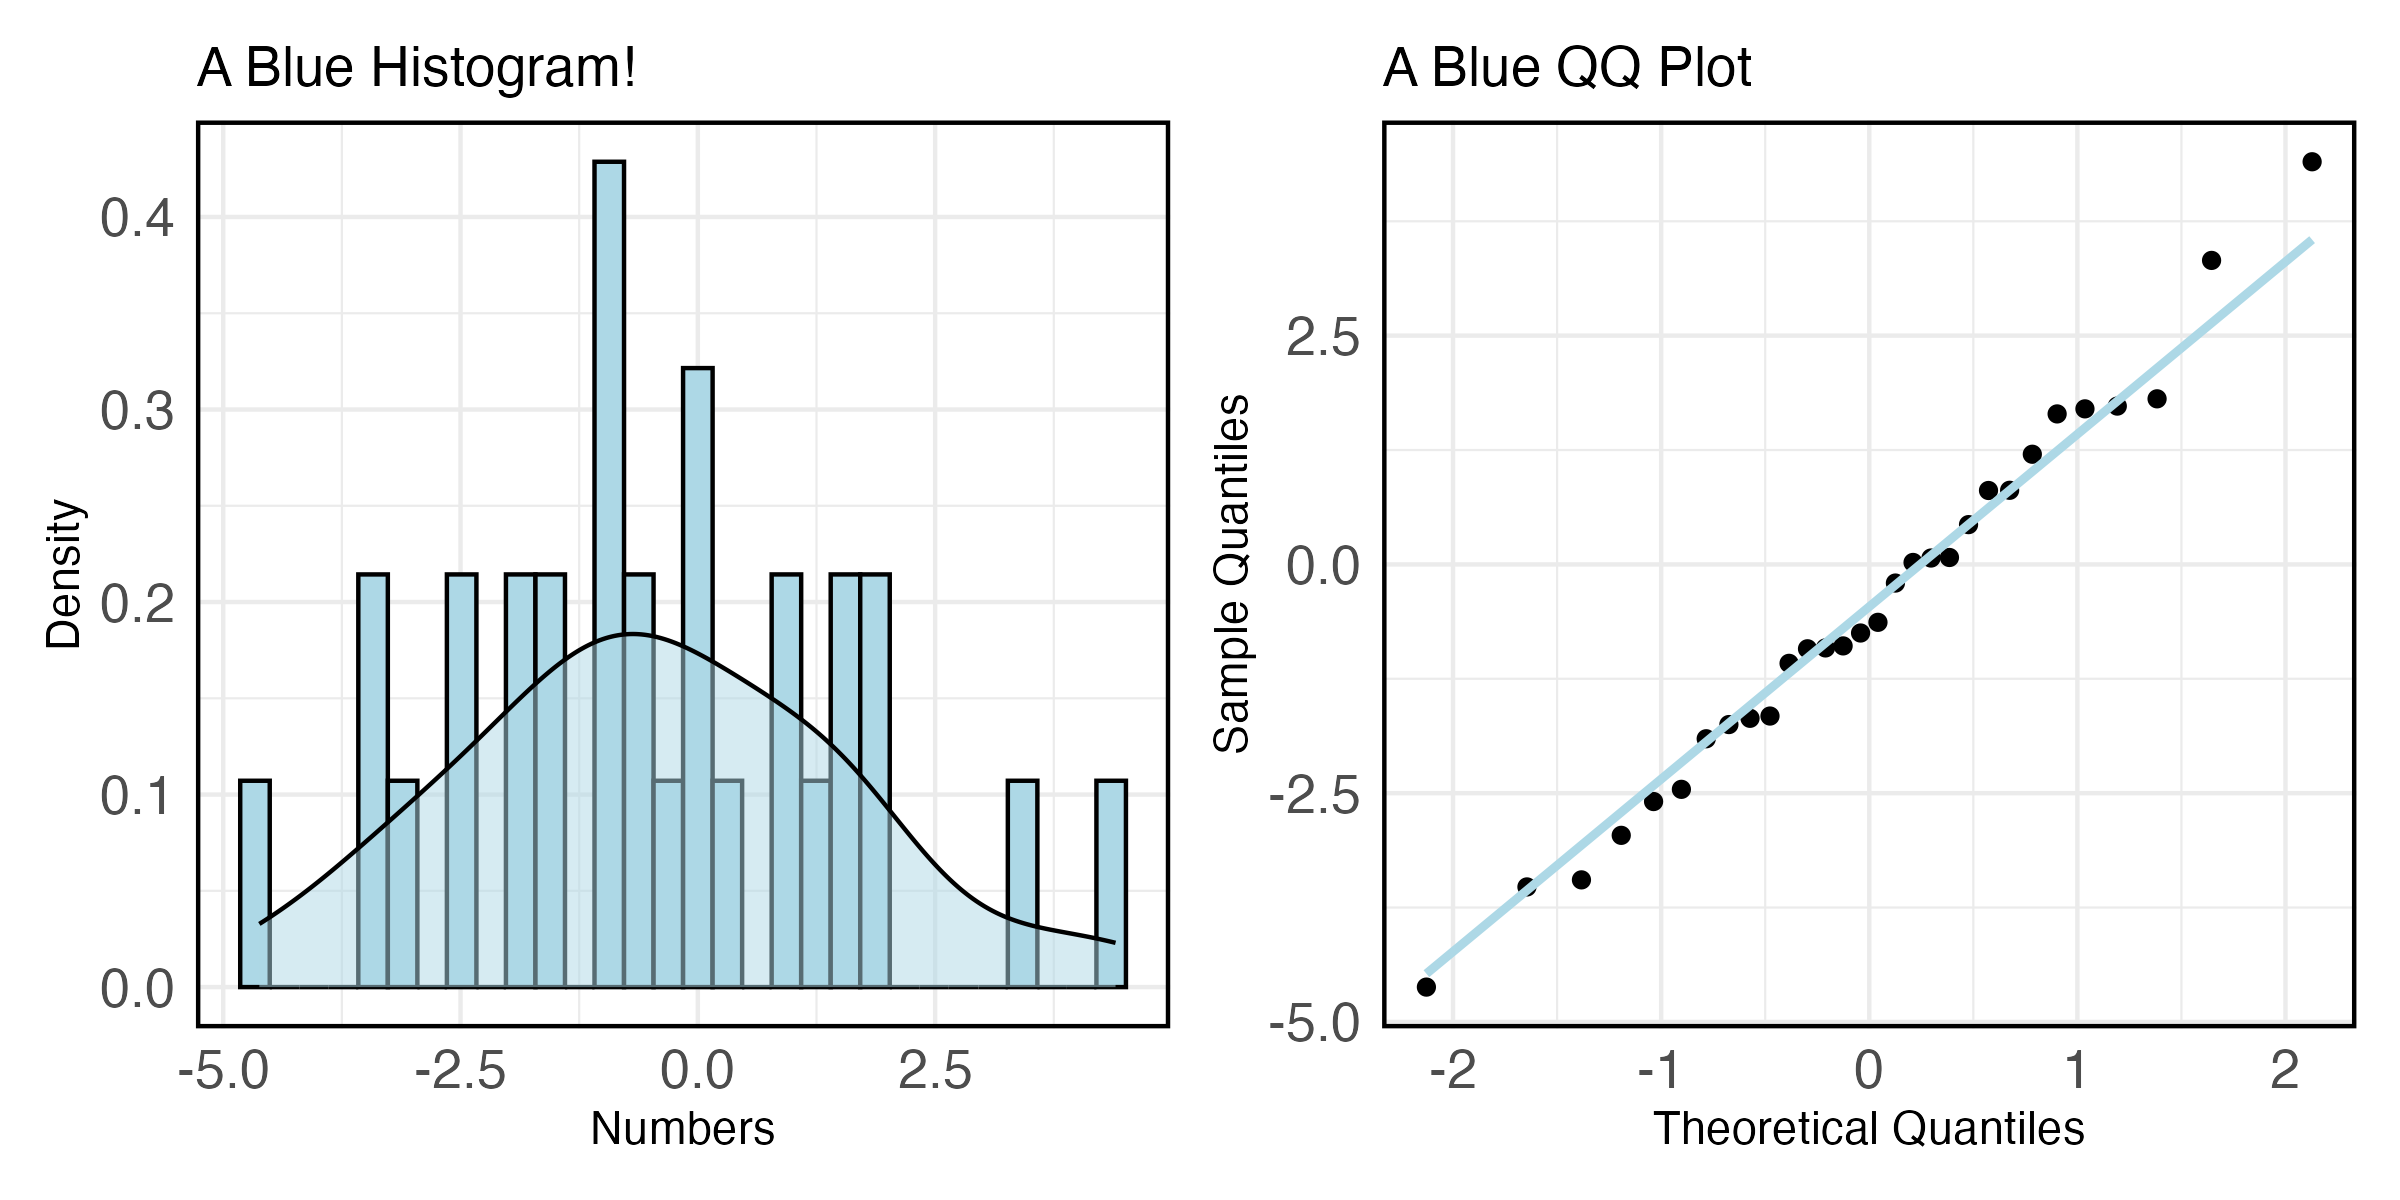 A Blue Histogram!
Density
0.4
0.3
0.2
0.1
0.0
-5.0 -2.5 0.0 2.5
Numbers
A Blue QQ Plot
Sample Quantiles
2.5
0.0
-2.5
-5.0
-2 -1 0 1 2
Theoretical Quantiles